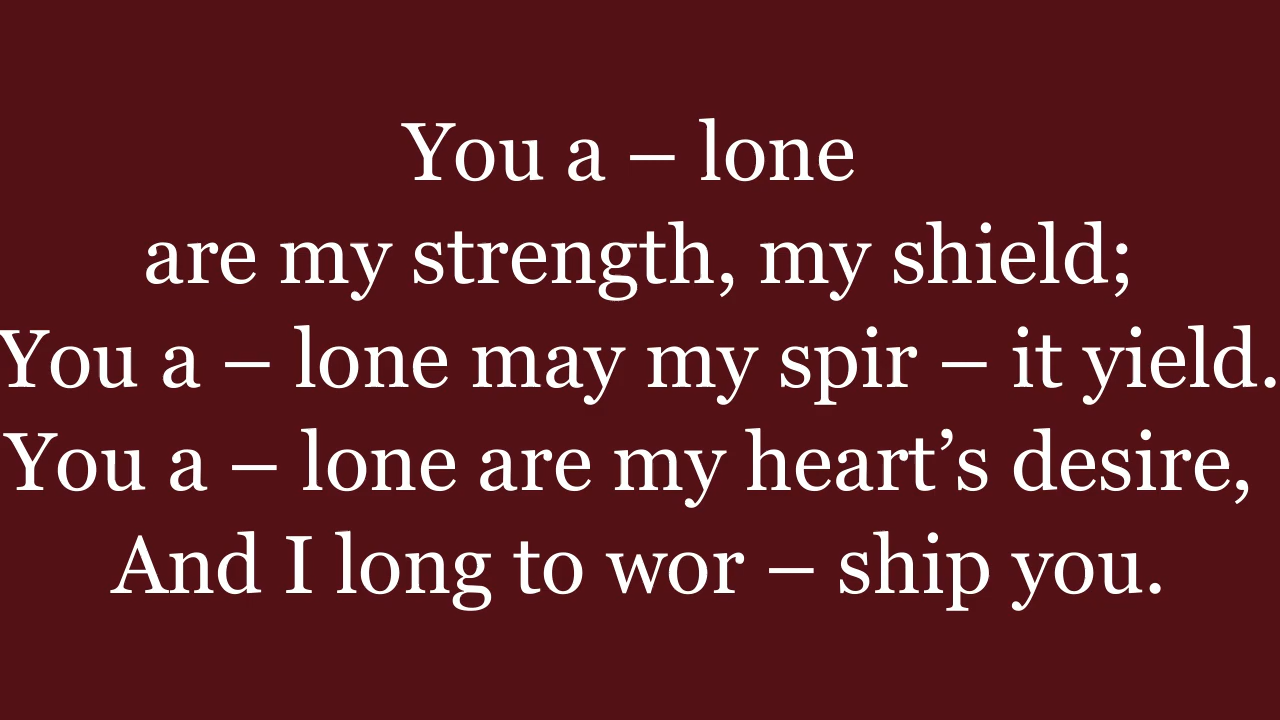 You a – lone
are my strength, my shield;
You a – lone may my spir – it yield.
You a – lone are my heart’s desire,
And I long to wor – ship you.